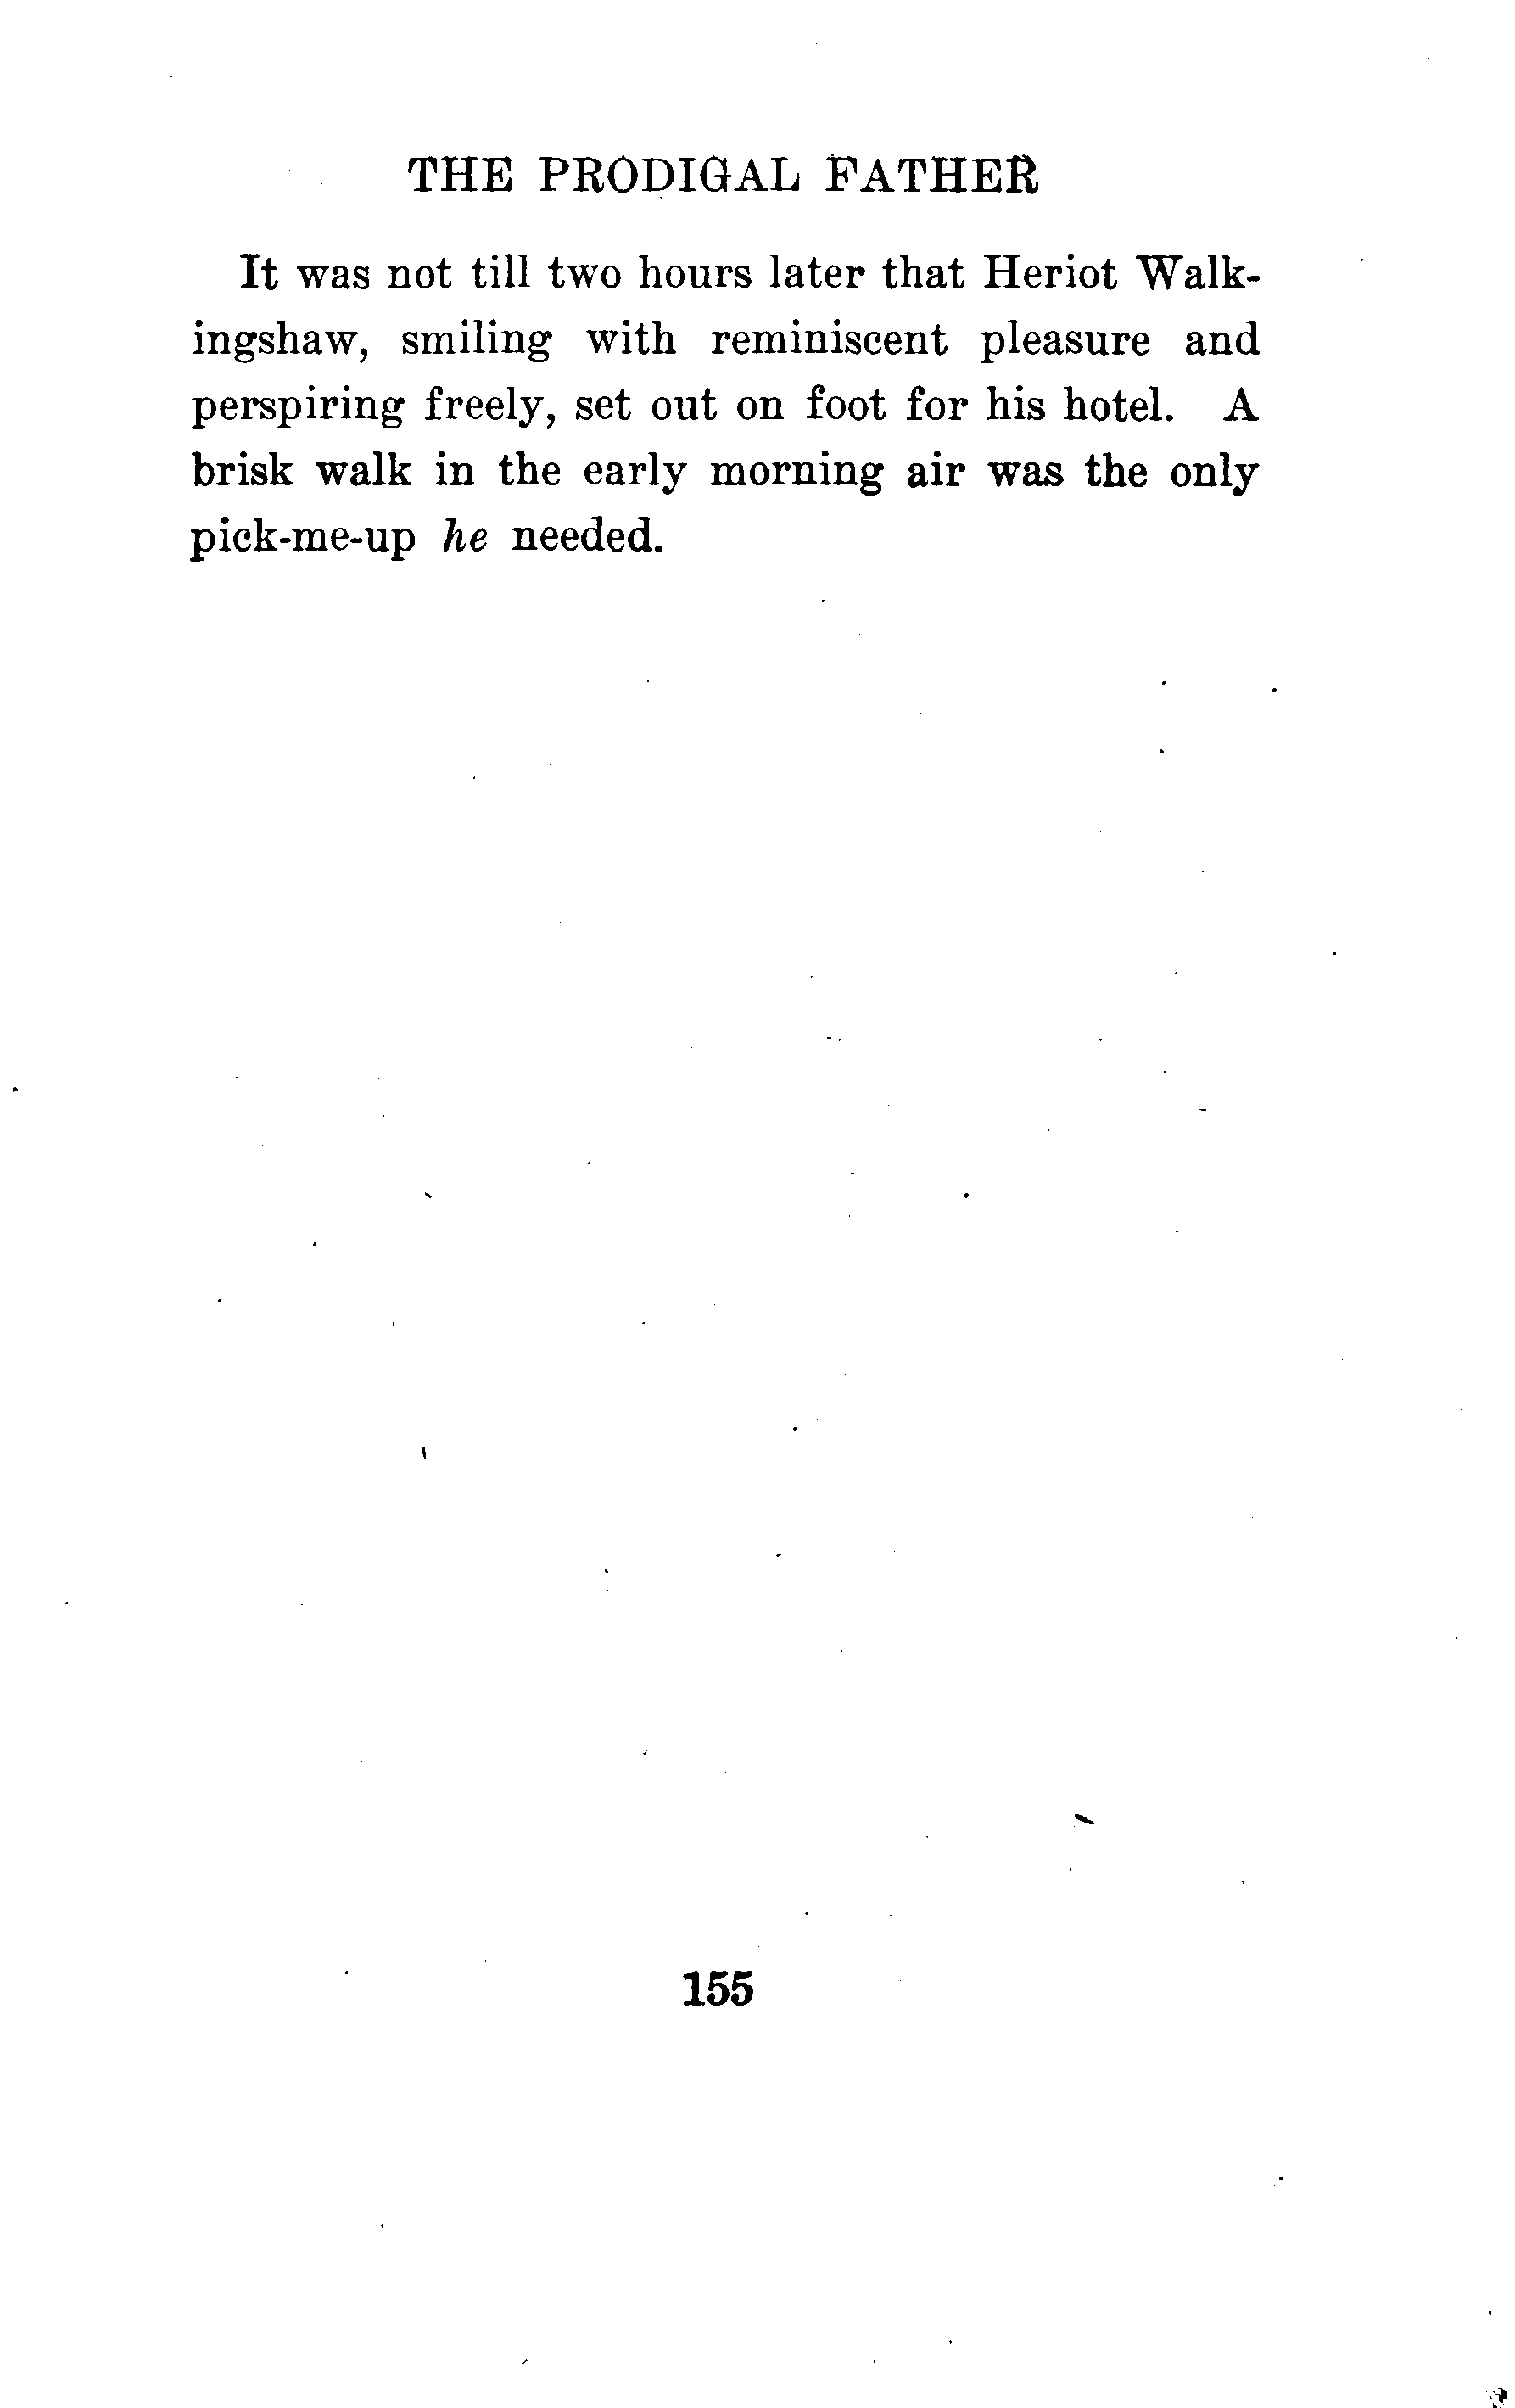 THE PRODIGAL FATHER
It was not till two hours later that Heriot Walk-
ingshaw, smiling with reminiscent pleasure and
perspiring freely, set out on foot for his hotel. A
brisk walk in the early morning air was the only
pick-me-up he needed.
155